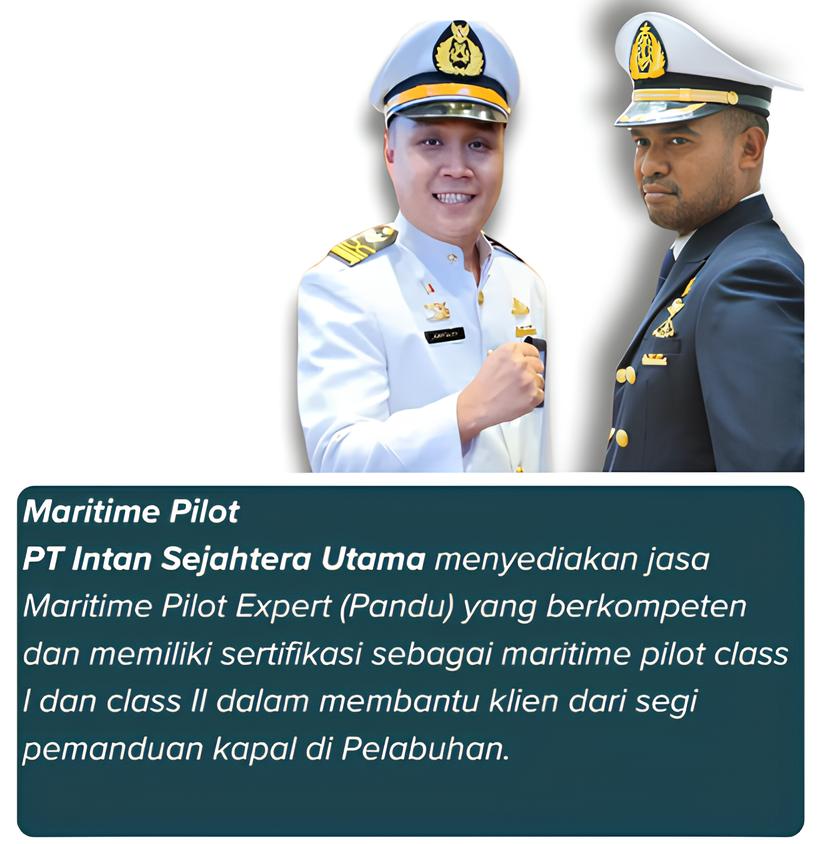 Maritime Pilot
PT Intan Sejahtera Utama menyediakan jasa
Maritime Pilot Expert (Pandu) yang berkompeten
dan memiliki sertifikasi sebagai maritime pilot class
I dan class II dalam membantu klien dari segi
pemanduan kapal di Pelabuhan.